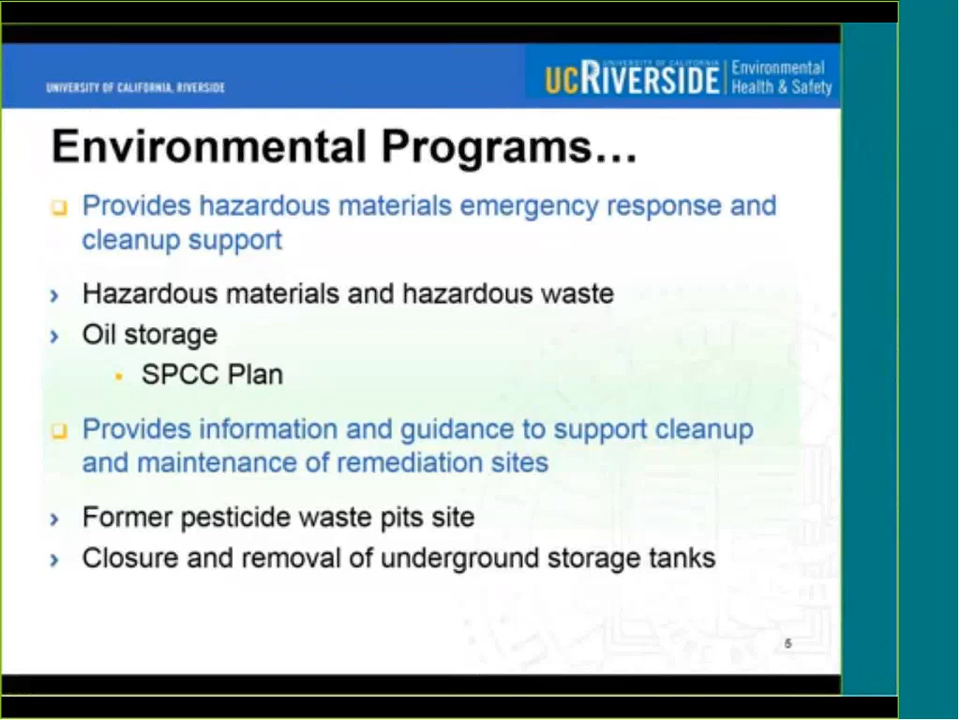 UNIVERSITY OF CALIFORNIA, RIVERSIDE
UNIVERSITY OF CALIFORNIA
UCRIVERSIDE
Environmental
Health & Safety
Environmental Programs...
Provides hazardous materials emergency response and
cleanup support
› Hazardous materials and hazardous waste
› Oil storage
▪ SPCC Plan
Provides information and guidance to support cleanup
and maintenance of remediation sites
› Former pesticide waste pits site
› Closure and removal of underground storage tanks
5